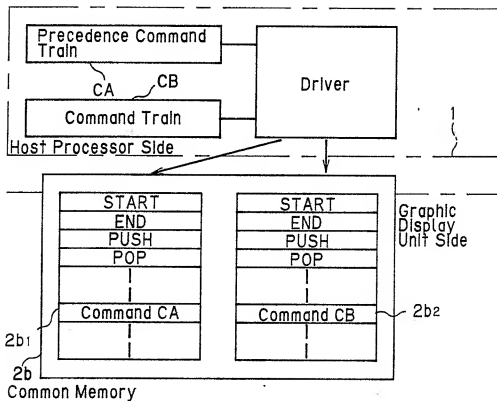 Precedence Command
Train
CA
CB
Command Train
Driver
1
Host Processor Side
Graphic
Display
Unit Side
START
END
PUSH
POP
Command CA
START
END
PUSH
POP
Command CB
2b1
2b2
2b
Common Memory